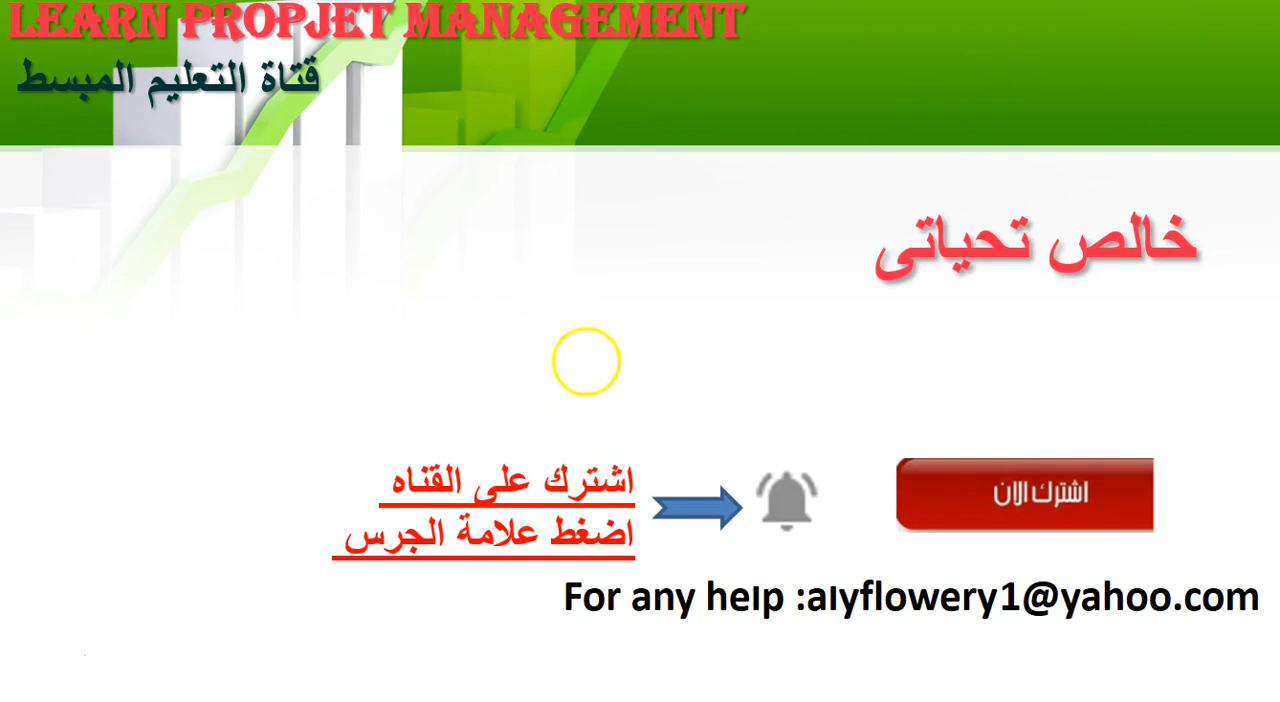 LEARN PROPJET MANAGEMENT
قتاة التعليم المبسط
خالص تحياتى
اشترك على القناه
اضغط علامة الجرس
اشترك الان
For any help :alyflowery1@yahoo.com